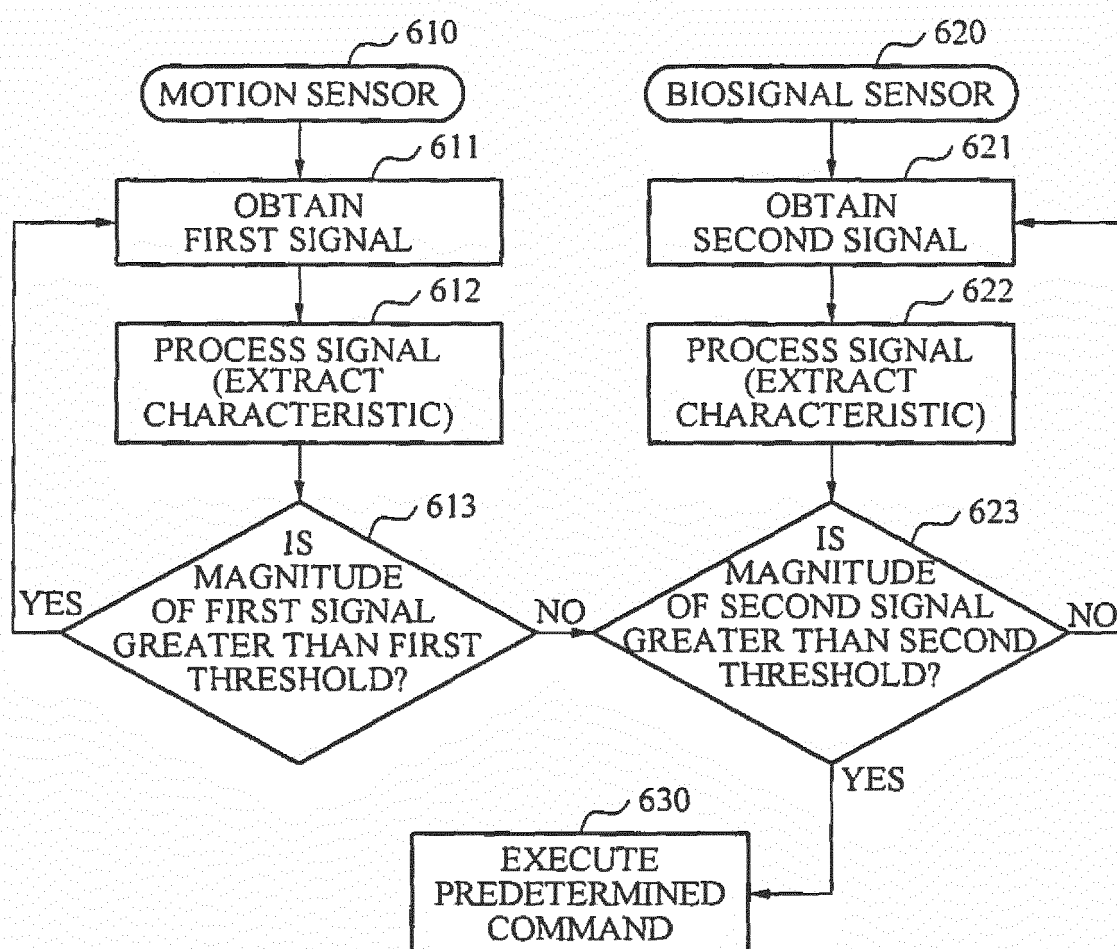 610
MOTION SENSOR
611
OBTAIN
FIRST SIGNAL
612
PROCESS SIGNAL
(EXTRACT
CHARACTERISTIC)
613
IS
MAGNITUDE
OF FIRST SIGNAL
GREATER THAN FIRST
THRESHOLD?
YES
NO
620
BIOSIGNAL SENSOR
621
OBTAIN
SECOND SIGNAL
622
PROCESS SIGNAL
(EXTRACT
CHARACTERISTIC)
623
IS
MAGNITUDE
OF SECOND SIGNAL
GREATER THAN SECOND
THRESHOLD?
NO
YES
630
EXECUTE
PREDETERMINED
COMMAND